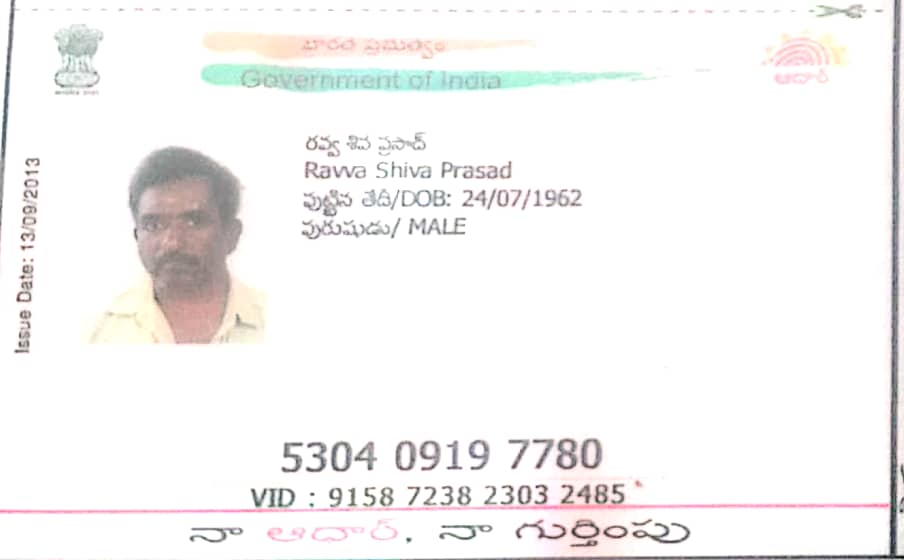 భారత ప్రభుత్వం
Government of India
ఆధార్
Issue Date: 13/09/2013
రవ్వ శివ ప్రసాద్
Ravva Shiva Prasad
పుట్టిన తేదీ/DOB: 24/07/1962
పురుషుడు/ MALE
5304 0919 7780
VID : 9158 7238 2303 2485
నా ఆధార్, నా గుర్తింపు